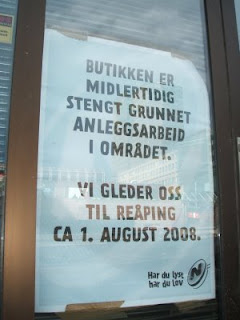 BUTIKKEN ER
MIDLERTIDIG
STENGT GRUNNET
ANLEGGSARBEID
I OMRÅDET.
VI GLEDER OSS
TIL REÅPING
CA 1. AUGUST 2008.
Har du lyst
har du lov
N